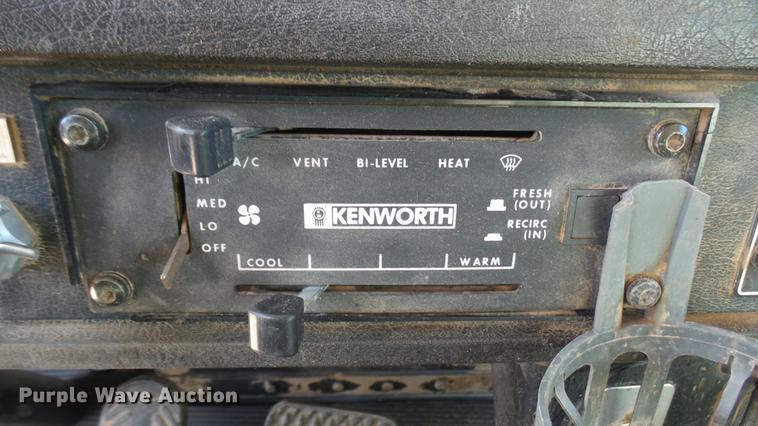 A/C VENT BI-LEVEL HEAT
HI
MED
LO
OFF
KENWORTH
FRESH
(OUT)
RECIRC
(IN)
COOL WARM
Purple Wave Auction